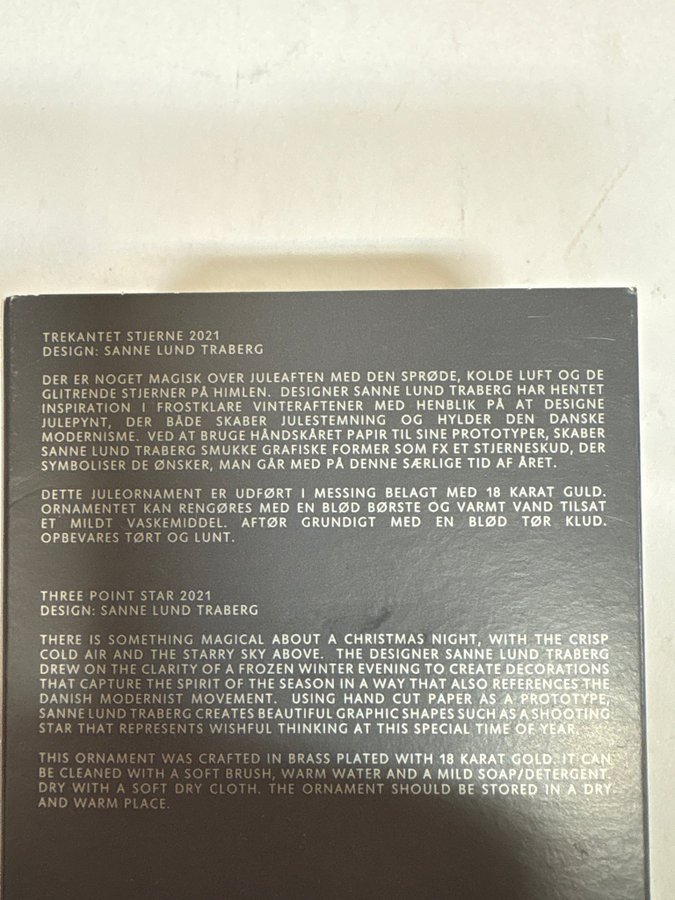 TREKANTET STJERNE 2021
DESIGN: SANNE LUND TRABERG
DER ER NOGET MAGISK OVER JULEAFTEN MED DEN SPRØDE, KOLDE LUFT OG DE
GLITRENDE STJERNER PÅ HIMLEN. DESIGNER SANNE LUND TRABERG HAR HENTET
INSPIRATION I FROSTKLARE VINTERAFTENER MED HENBLIK PÅ AT DESIGNE
JULEPYNT, DER BÅDE SKABER JULESTEMNING OG HYLDER DEN DANSKE
MODERNISME. VED AT BRUGE HÅNDSKÅRET PAPIR TIL SINE PROTOTYPER, SKABER
SANNE LUND TRABERG SMUKKE GRAFISKE FORMER SOM FX ET STJERNESKUD, DER
SYMBOLISER DE ØNSKER, MAN GÅR MED PÅ DENNE SÆRLIGE TID AF ÅRET.
DETTE JULEORNAMENT ER UDFØRT I MESSING BELAGT MED 18 KARAT GULD.
ORNAMENTET KAN RENGØRES MED EN BLØD BØRSTE OG VARMT VAND TILSAT
ET MILDT VASKEMIDDEL. AFTØR GRUNDIGT MED EN BLØD TØR KLUD.
OPBEVARES TØRT OG LUNT.
THREE POINT STAR 2021
DESIGN: SANNE LUND TRABERG
THERE IS SOMETHING MAGICAL ABOUT A CHRISTMAS NIGHT, WITH THE CRISP
COLD AIR AND THE STARRY SKY ABOVE. THE DESIGNER SANNE LUND TRABERG
DREW ON THE CLARITY OF A FROZEN WINTER EVENING TO CREATE DECORATIONS
THAT CAPTURE THE SPIRIT OF THE SEASON IN A WAY THAT ALSO REFERENCES THE
DANISH MODERNIST MOVEMENT. USING HAND CUT PAPER AS A PROTOTYPE,
SANNE LUND TRABERG CREATES BEAUTIFUL GRAPHIC SHAPES SUCH AS A SHOOTING
STAR THAT REPRESENTS WISHFUL THINKING AT THIS SPECIAL TIME OF YEAR.
THIS ORNAMENT WAS CRAFTED IN BRASS PLATED WITH 18 KARAT GOLD. IT CAN
BE CLEANED WITH A SOFT BRUSH, WARM WATER AND A MILD SOAP/DETERGENT.
DRY WITH A SOFT DRY CLOTH. THE ORNAMENT SHOULD BE STORED IN A DRY
AND WARM PLACE.